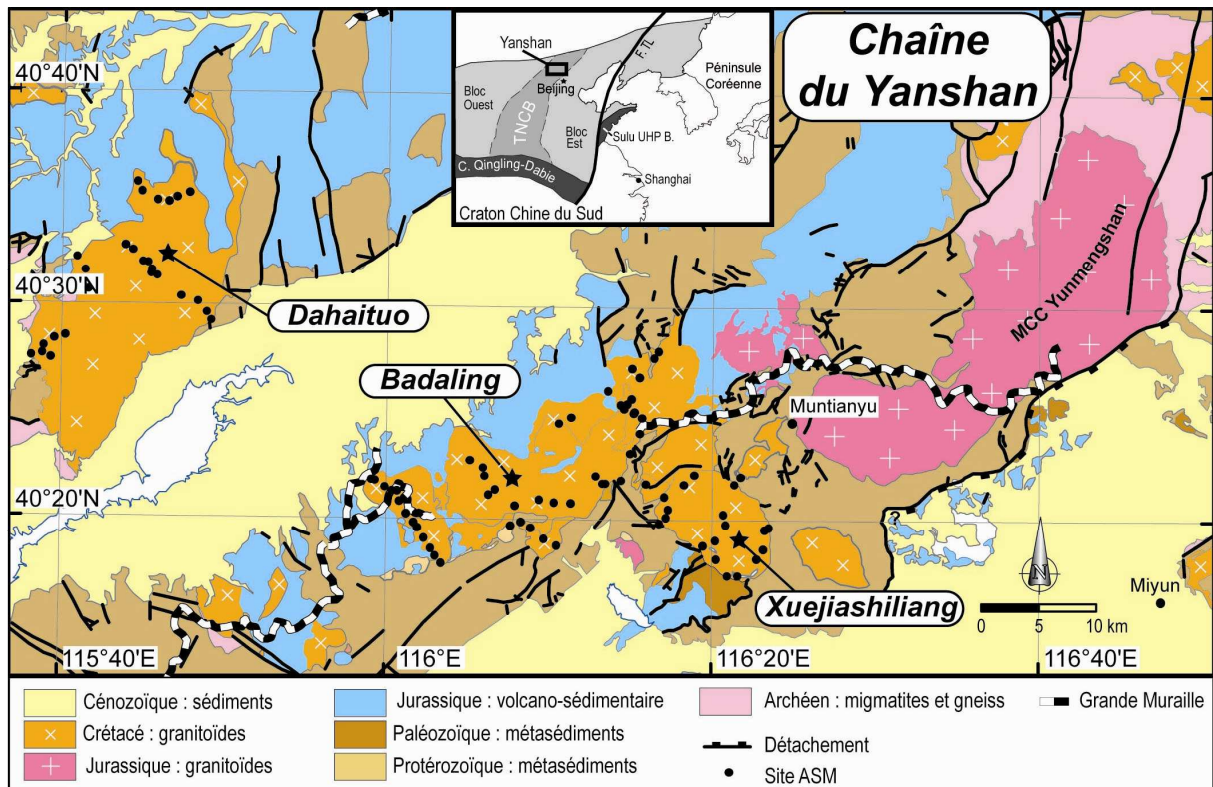 Chaîne
du Yanshan
40°40'N
40°30'N
40°20'N
115°40'E
116°E
116°20'E
116°40'E
Yanshan
Beijing
Bloc
Ouest
TNCB
Bloc
Est
F. TL
Péninsule
Coréenne
Sulu UHP B.
C. Qingling-Dabie
Shanghai
Craton Chine du Sud
Dahaituo
Badaling
Xuejiashiliang
MCC Yunmengshan
Muntianyu
?
N
Miyun
0 5 10 km
Cénozoïque : sédiments
Crétacé : granitoïdes
Jurassique : granitoïdes
Jurassique : volcano-sédimentaire
Paléozoïque : métasédiments
Protérozoïque : métasédiments
Archéen : migmatites et gneiss
Détachement
Site ASM
Grande Muraille